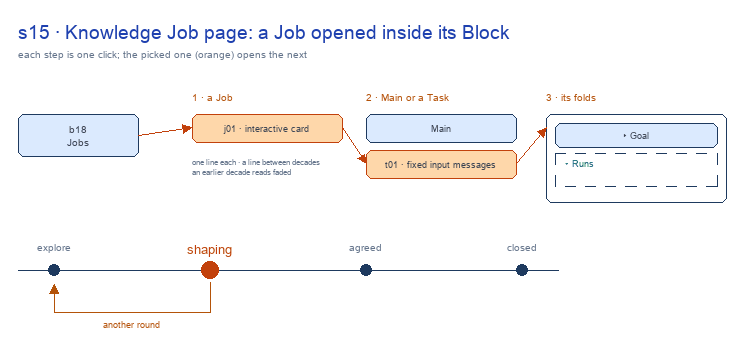 s15 · Knowledge Job page: a Job opened inside its Block
each step is one click; the picked one (orange) opens the next
1 · a Job
2 · Main or a Task
3 · its folds
b18
Jobs
j01 · interactive card
Main
• Goal
one line each · a line between decades
an earlier decade reads faded
t01 · fixed input messages
• Runs
explore
shaping
agreed
closed
another round